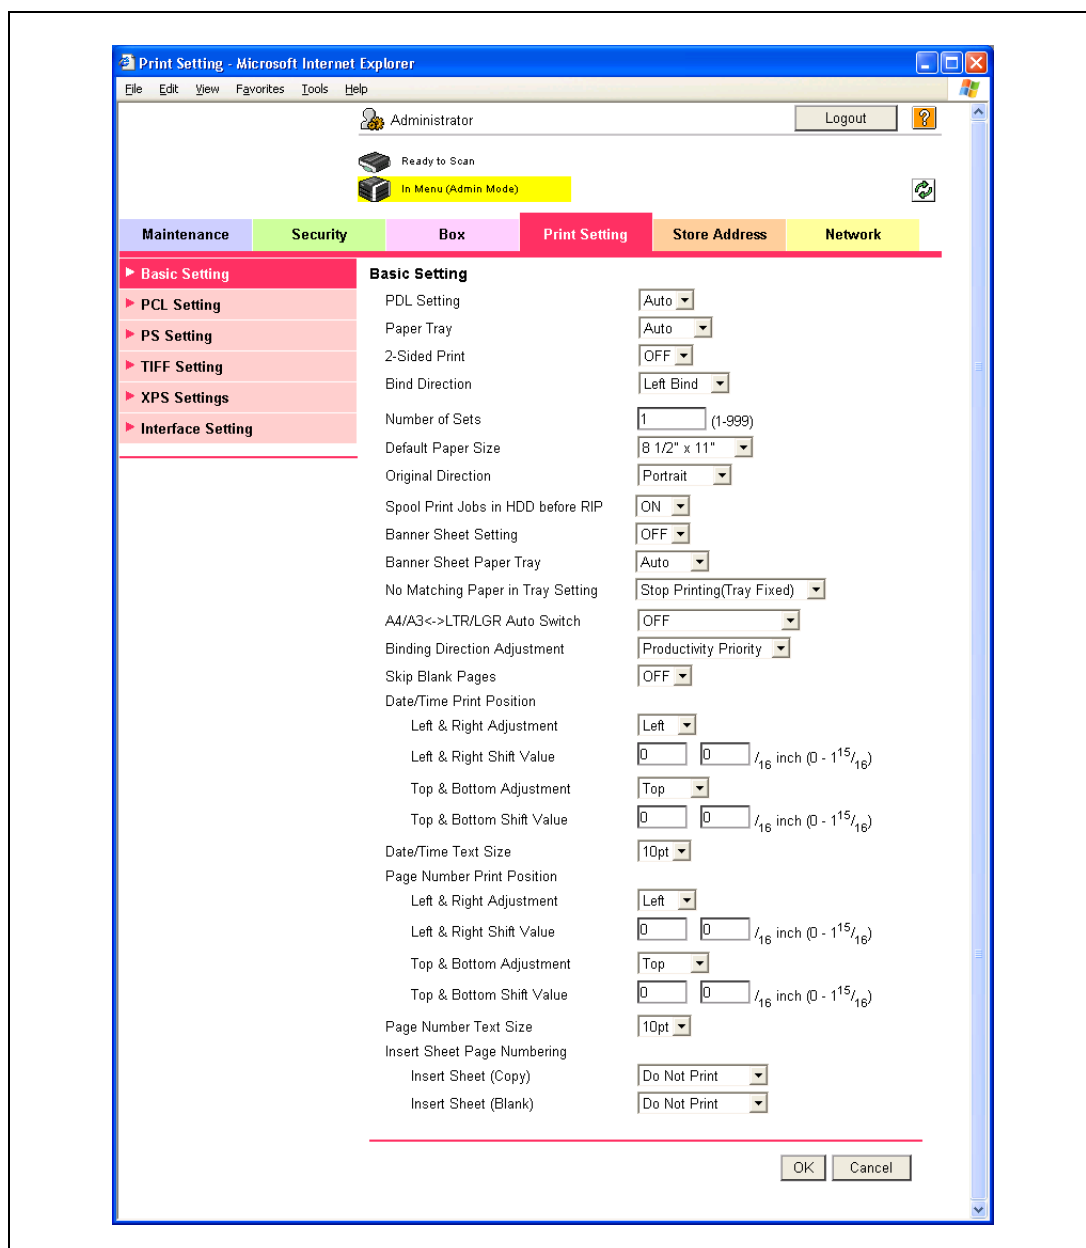 Print Setting - Microsoft Internet Explorer
File Edit View Favorites Tools Help
Administrator Logout ?
Ready to Scan
In Menu (Admin Mode)
Maintenance Security Box Print Setting Store Address Network
Basic Setting
PCL Setting
PS Setting
TIFF Setting
XPS Settings
Interface Setting
Basic Setting
PDL Setting Auto
Paper Tray Auto
2-Sided Print OFF
Bind Direction Left Bind
Number of Sets 1 (1-999)
Default Paper Size 8 1/2" x 11"
Original Direction Portrait
Spool Print Jobs in HDD before RIP ON
Banner Sheet Setting OFF
Banner Sheet Paper Tray Auto
No Matching Paper in Tray Setting Stop Printing(Tray Fixed)
A4/A3<->LTR/LGR Auto Switch OFF
Binding Direction Adjustment Productivity Priority
Skip Blank Pages OFF
Date/Time Print Position
Left & Right Adjustment Left
Left & Right Shift Value 0 0 /16 inch (0 - 1 15/16)
Top & Bottom Adjustment Top
Top & Bottom Shift Value 0 0 /16 inch (0 - 1 15/16)
Date/Time Text Size 10pt
Page Number Print Position
Left & Right Adjustment Left
Left & Right Shift Value 0 0 /16 inch (0 - 1 15/16)
Top & Bottom Adjustment Top
Top & Bottom Shift Value 0 0 /16 inch (0 - 1 15/16)
Page Number Text Size 10pt
Insert Sheet Page Numbering
Insert Sheet (Copy) Do Not Print
Insert Sheet (Blank) Do Not Print
OK Cancel